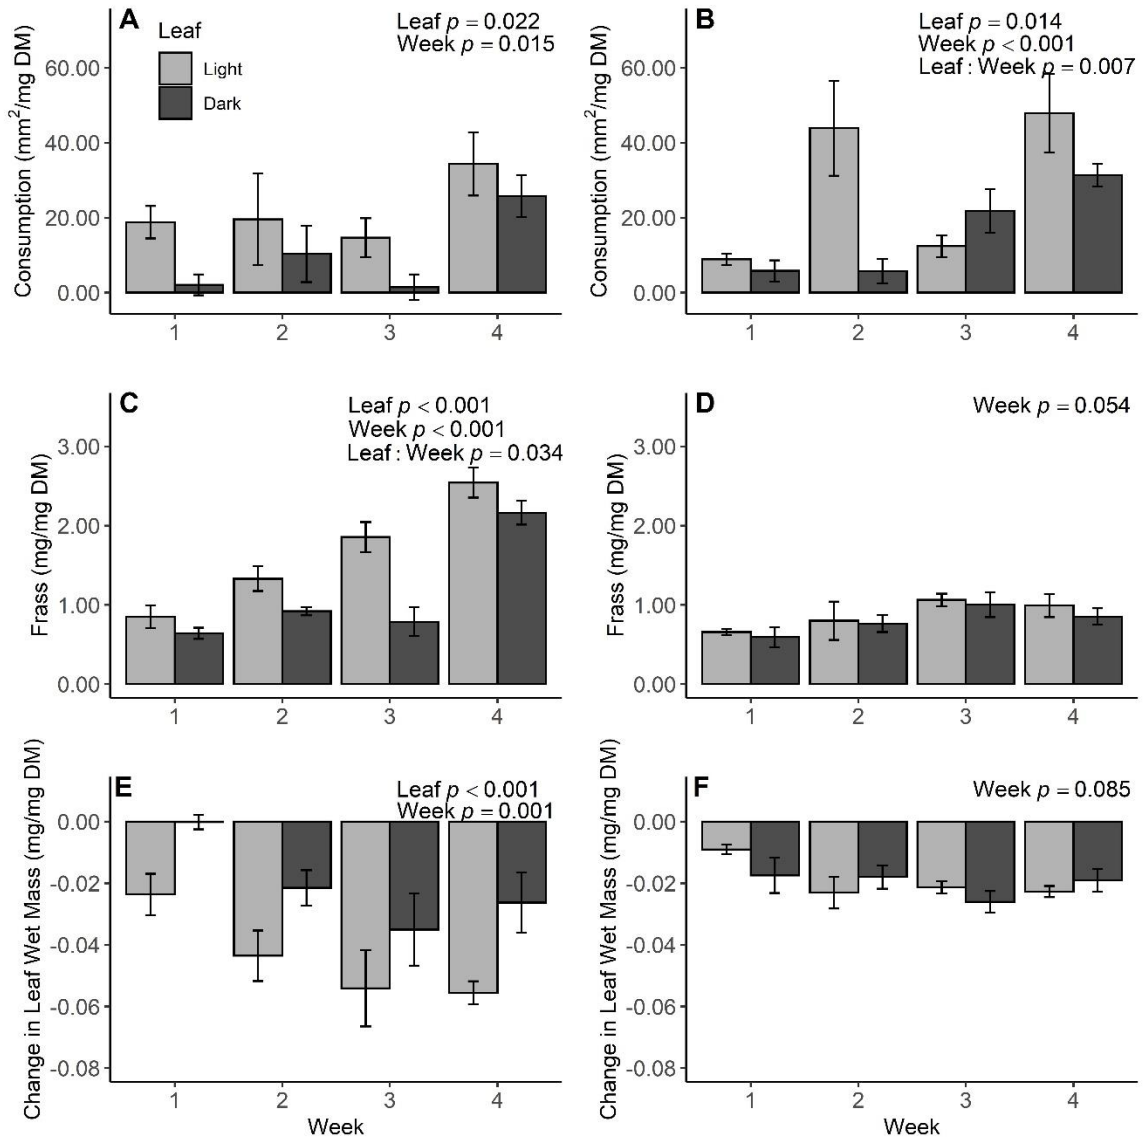 A
Leaf
Light
Dark
Leaf p = 0.022
Week p = 0.015
Consumption (mm²/mg DM)
60.00
40.00
20.00
0.00
1 2 3 4
B
Leaf p = 0.014
Week p < 0.001
Leaf : Week p = 0.007
Consumption (mm²/mg DM)
60.00
40.00
20.00
0.00
1 2 3 4
C
Leaf p < 0.001
Week p < 0.001
Leaf : Week p = 0.034
Frass (mg/mg DM)
3.00
2.00
1.00
0.00
1 2 3 4
D
Week p = 0.054
Frass (mg/mg DM)
3.00
2.00
1.00
0.00
1 2 3 4
E
Leaf p < 0.001
Week p = 0.001
Change in Leaf Wet Mass (mg/mg DM)
0.00
-0.02
-0.04
-0.06
-0.08
1 2 3 4
Week
F
Week p = 0.085
Change in Leaf Wet Mass (mg/mg DM)
0.00
-0.02
-0.04
-0.06
-0.08
1 2 3 4
Week